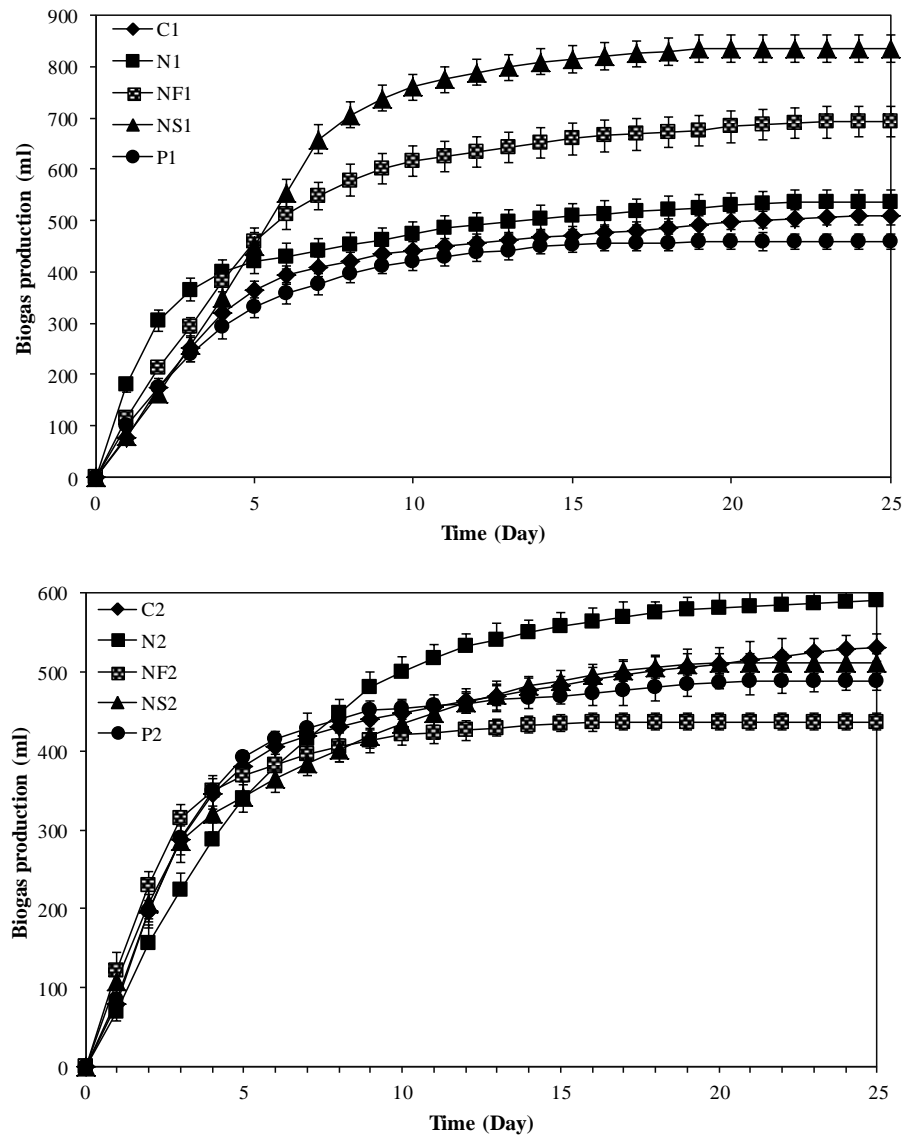 900
800
700
600
500
400
300
200
100
0
Biogas production (ml)
C1
N1
NF1
NS1
P1
0 5 10 15 20 25
Time (Day)
600
500
400
300
200
100
0
Biogas production (ml)
C2
N2
NF2
NS2
P2
0 5 10 15 20 25
Time (Day)